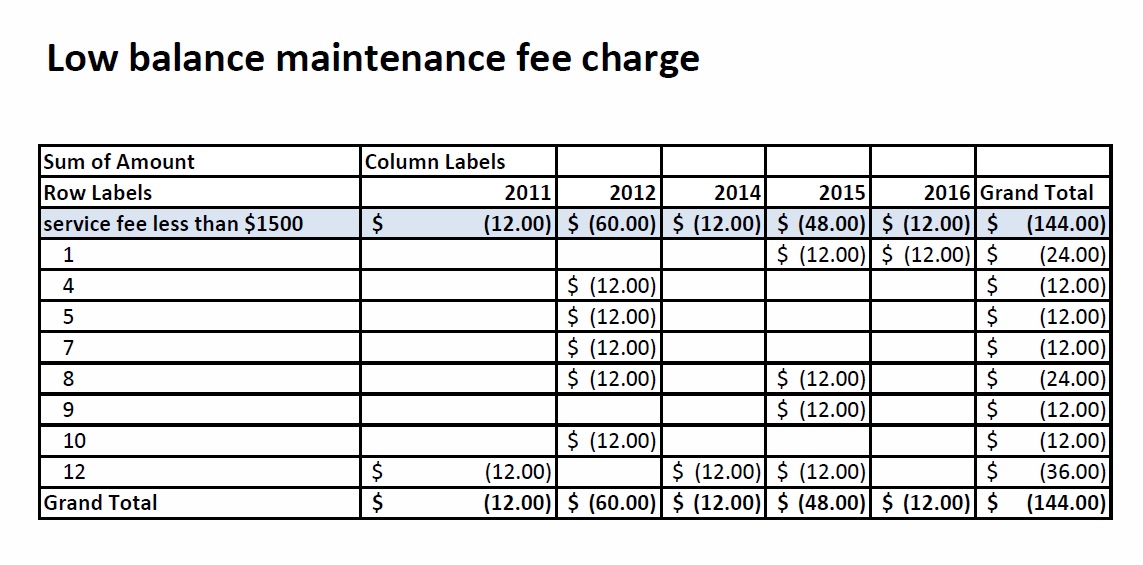 Low balance maintenance fee charge
Sum of Amount Column Labels
Row Labels 2011 2012 2014 2015 2016 Grand Total
service fee less than $1500 $ (12.00) $ (60.00) $ (12.00) $ (48.00) $ (12.00) $ (144.00)
1 $ (12.00) $ (12.00) $ (24.00)
4 $ (12.00) $ (12.00)
5 $ (12.00) $ (12.00)
7 $ (12.00) $ (12.00)
8 $ (12.00) $ (12.00) $ (24.00)
9 $ (12.00) $ (12.00)
10 $ (12.00) $ (12.00)
12 $ (12.00) $ (12.00) $ (12.00) $ (36.00)
Grand Total $ (12.00) $ (60.00) $ (12.00) $ (48.00) $ (12.00) $ (144.00)